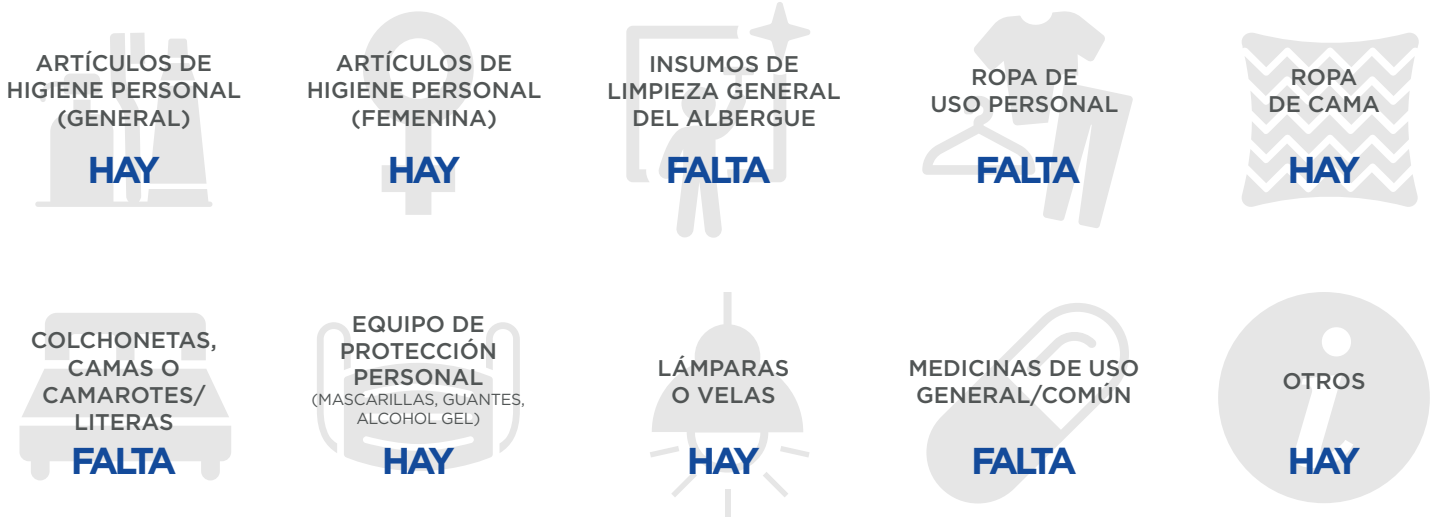 ARTÍCULOS DE
HIGIENE PERSONAL
(GENERAL)
HAY
ARTÍCULOS DE
HIGIENE PERSONAL
(FEMENINA)
HAY
INSUMOS DE
LIMPIEZA GENERAL
DEL ALBERGUE
FALTA
ROPA DE
USO PERSONAL
FALTA
ROPA
DE CAMA
HAY
COLCHONETAS,
CAMAS O
CAMAROTES/
LITERAS
FALTA
EQUIPO DE
PROTECCIÓN
PERSONAL
(MASCARILLAS, GUANTES,
ALCOHOL GEL)
HAY
LÁMPARAS
O VELAS
HAY
MEDICINAS DE USO
GENERAL/COMÚN
FALTA
OTROS
HAY